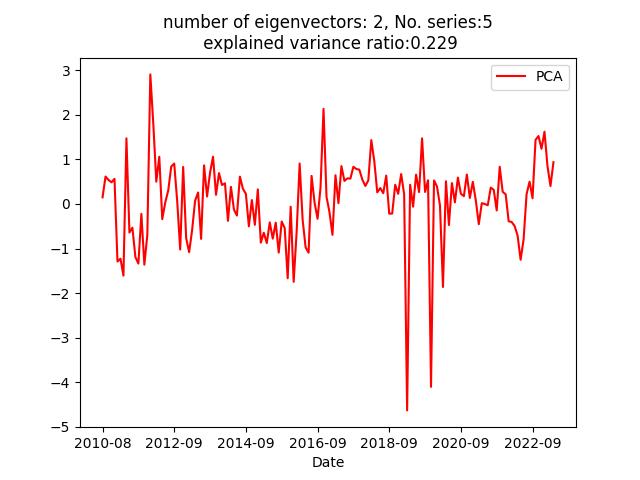 number of eigenvectors: 2, No. series:5
explained variance ratio:0.229
PCA
3
2
1
0
−1
−2
−3
−4
−5
2010-08 2012-09 2014-09 2016-09 2018-09 2020-09 2022-09
Date